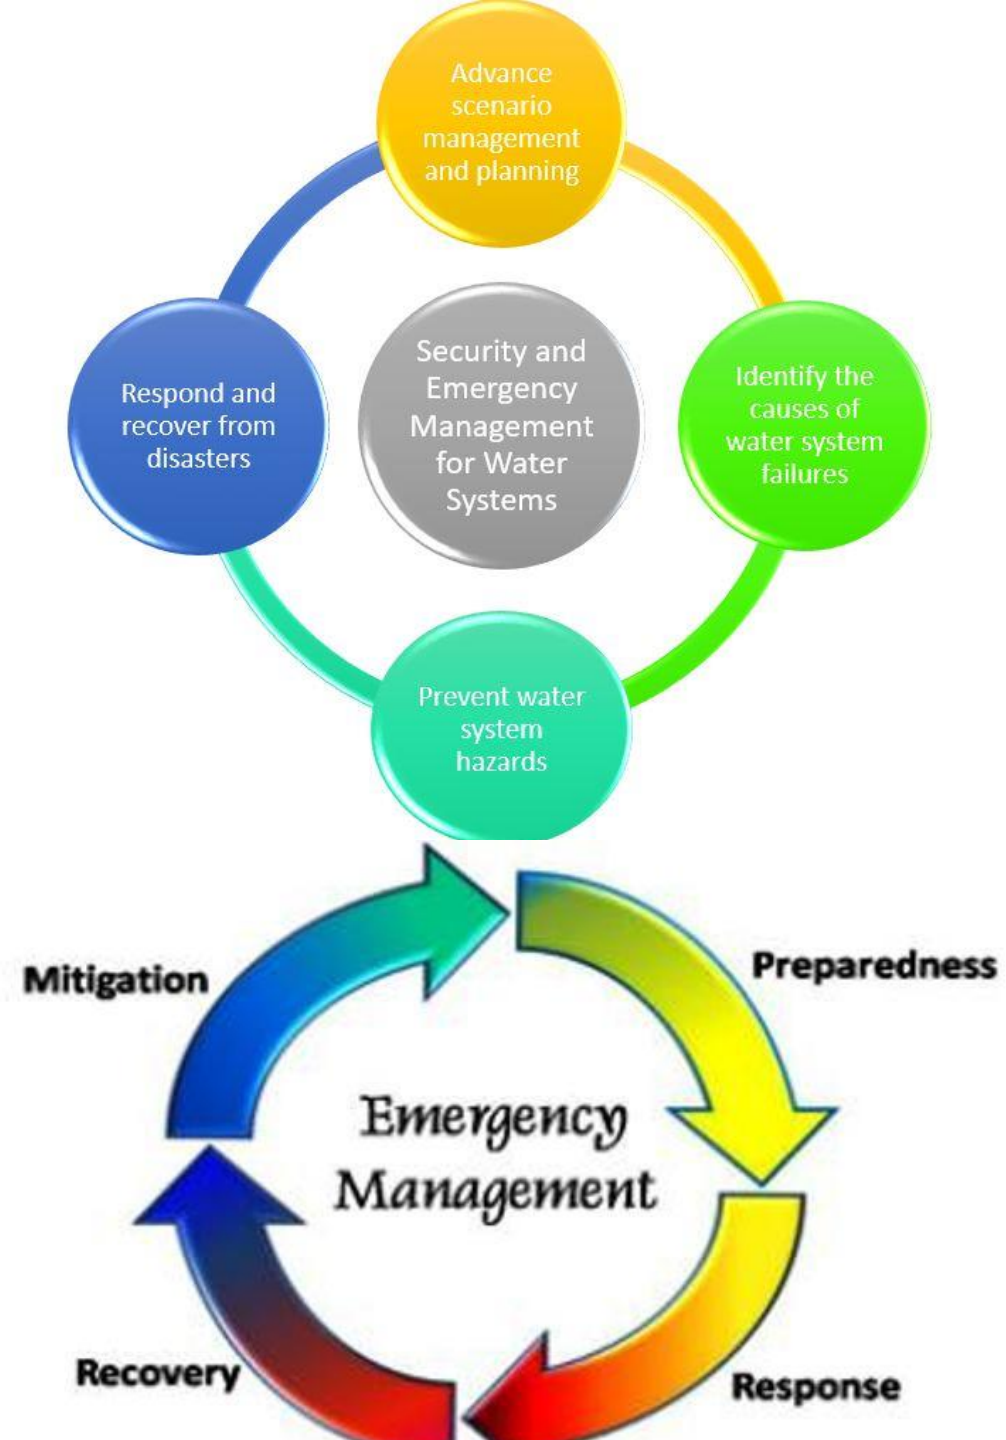 Advance
scenario
management
and planning
Security and
Emergency
Management
for Water
Systems
Identify the
causes of
water system
failures
Respond and
recover from
disasters
Prevent water
system
hazards
Mitigation
Preparedness
Emergency
Management
Recovery
Response